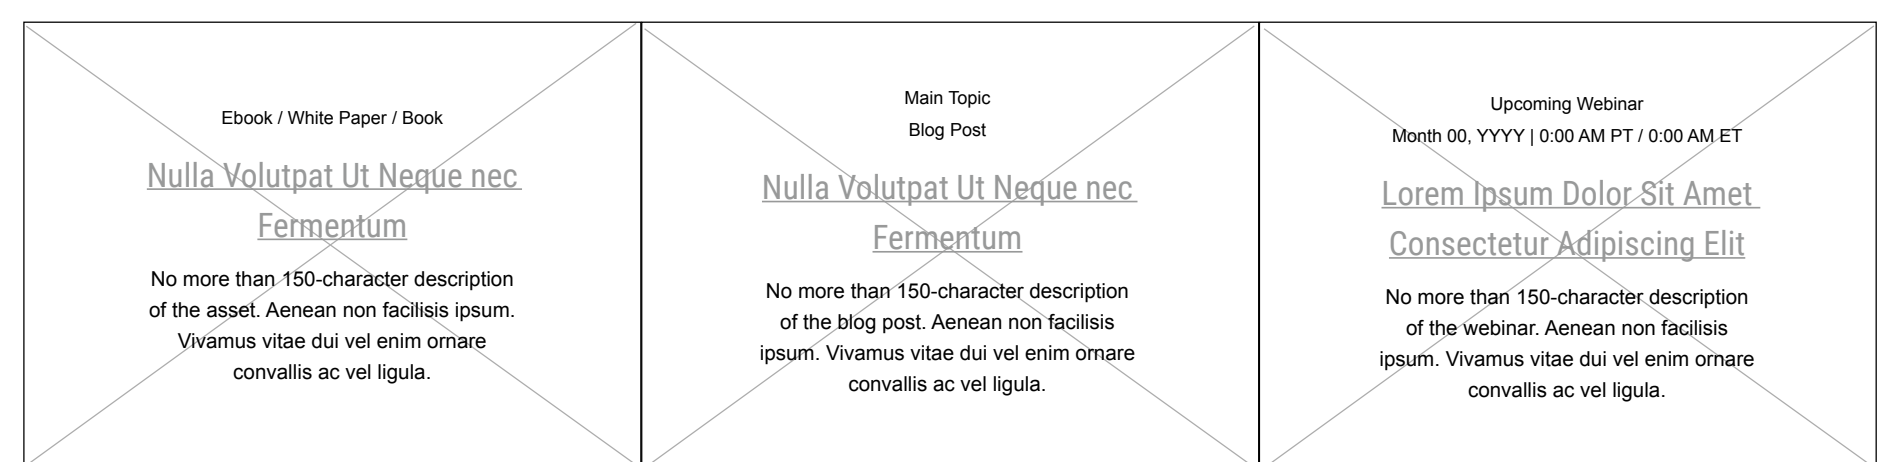 Ebook / White Paper / Book
Nulla Volutpat Ut Neque nec
Fermentum
No more than 150-character description
of the asset. Aenean non facilisis ipsum.
Vivamus vitae dui vel enim ornare
convallis ac vel ligula.
Main Topic
Blog Post
Nulla Volutpat Ut Neque nec
Fermentum
No more than 150-character description
of the blog post. Aenean non facilisis
ipsum. Vivamus vitae dui vel enim ornare
convallis ac vel ligula.
Upcoming Webinar
Month 00, YYYY | 0:00 AM PT / 0:00 AM ET
Lorem Ipsum Dolor Sit Amet
Consectetur Adipiscing Elit
No more than 150-character description
of the webinar. Aenean non facilisis
ipsum. Vivamus vitae dui vel enim ornare
convallis ac vel ligula.